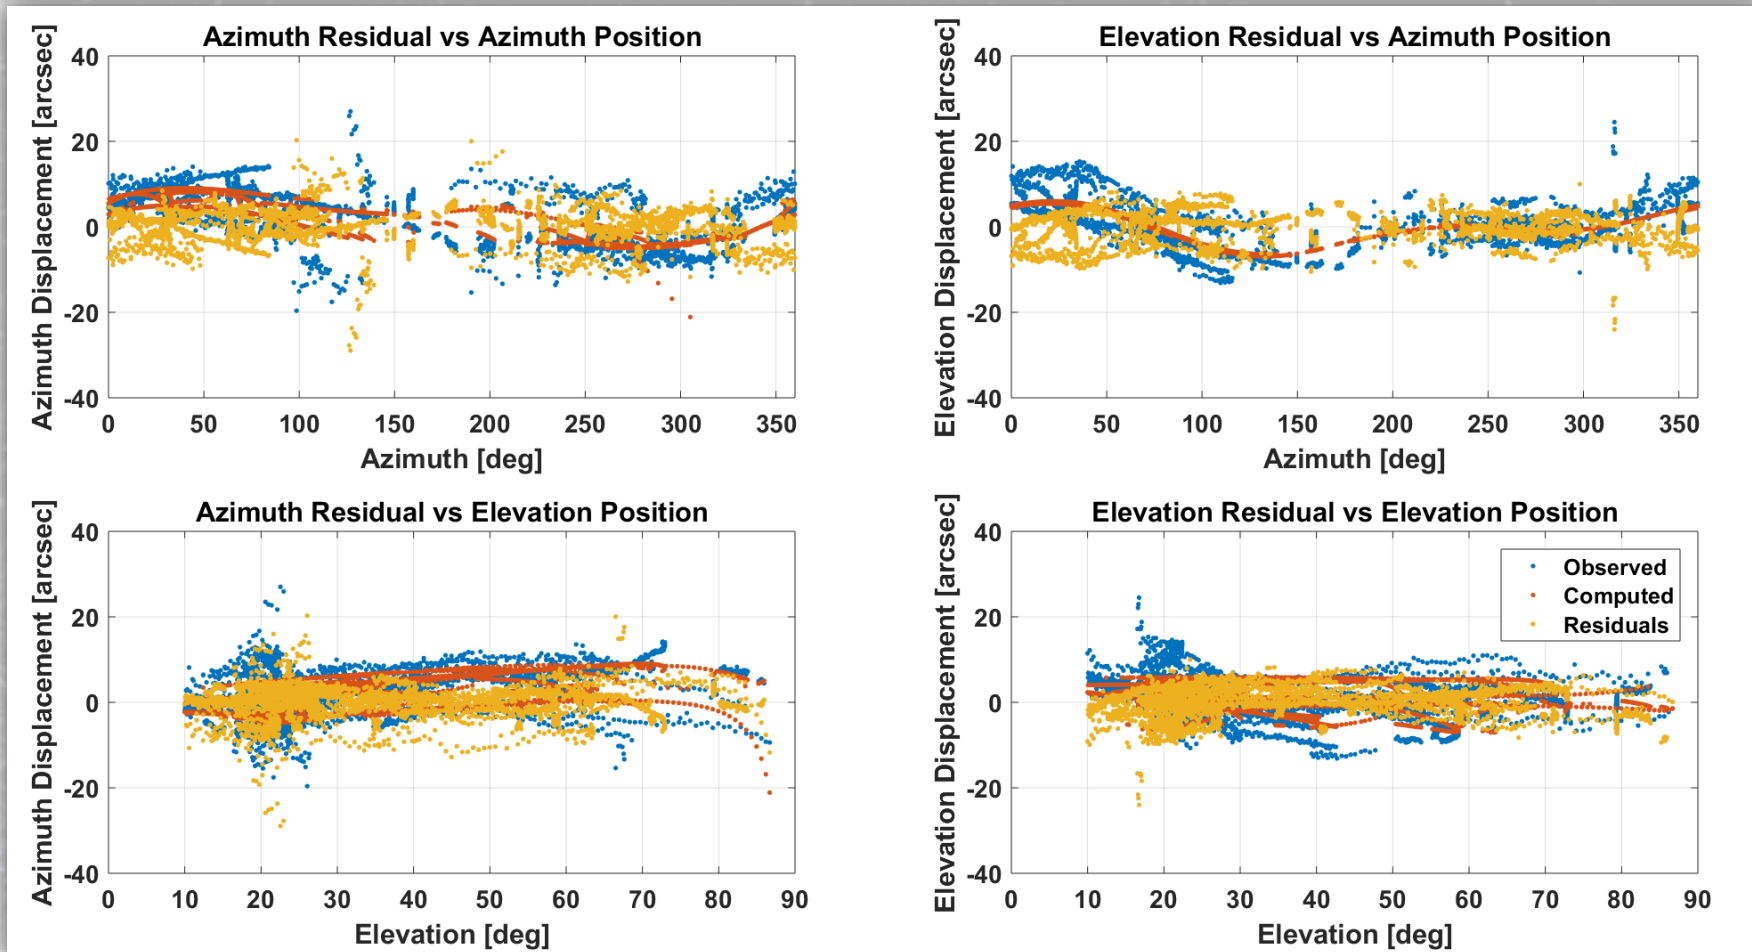 Azimuth Residual vs Azimuth Position
Azimuth Displacement [arcsec]
40
20
0
-20
-40
0 50 100 150 200 250 300 350
Azimuth [deg]
Elevation Residual vs Azimuth Position
Elevation Displacement [arcsec]
40
20
0
-20
-40
0 50 100 150 200 250 300 350
Azimuth [deg]
Azimuth Residual vs Elevation Position
Azimuth Displacement [arcsec]
40
20
0
-20
-40
0 10 20 30 40 50 60 70 80 90
Elevation [deg]
Elevation Residual vs Elevation Position
Elevation Displacement [arcsec]
40
20
0
-20
-40
0 10 20 30 40 50 60 70 80 90
Elevation [deg]
Observed
Computed
Residuals